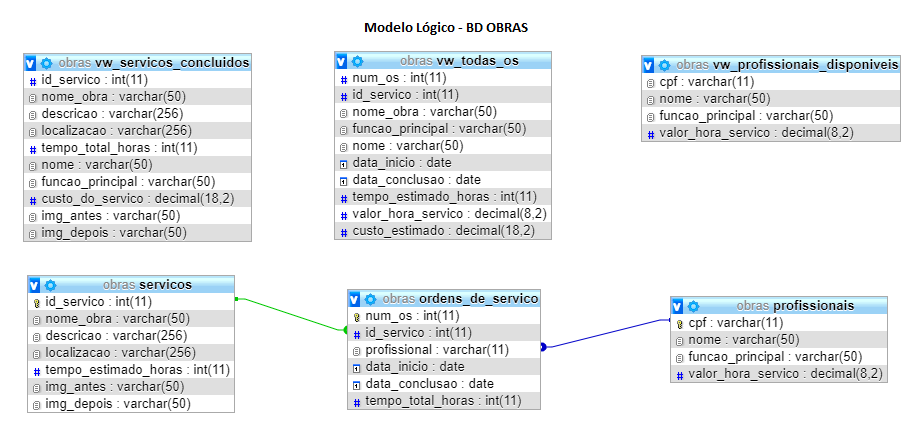 Modelo Lógico - BD OBRAS
obras vw_servicos_concluidos
id_servico : int(11)
nome_obra : varchar(50)
descricao : varchar(256)
localizacao : varchar(256)
tempo_total_horas : int(11)
nome : varchar(50)
funcao_principal : varchar(50)
custo_do_servico : decimal(18,2)
img_antes : varchar(50)
img_depois : varchar(50)
obras vw_todas_os
num_os : int(11)
id_servico : int(11)
nome_obra : varchar(50)
funcao_principal : varchar(50)
nome : varchar(50)
data_inicio : date
data_conclusao : date
tempo_estimado_horas : int(11)
valor_hora_servico : decimal(8,2)
custo_estimado : decimal(18,2)
obras vw_profissionais_disponiveis
cpf : varchar(11)
nome : varchar(50)
funcao_principal : varchar(50)
valor_hora_servico : decimal(8,2)
obras servicos
id_servico : int(11)
nome_obra : varchar(50)
descricao : varchar(256)
localizacao : varchar(256)
tempo_estimado_horas : int(11)
img_antes : varchar(50)
img_depois : varchar(50)
obras ordens_de_servico
num_os : int(11)
id_servico : int(11)
profissional : varchar(11)
data_inicio : date
data_conclusao : date
tempo_total_horas : int(11)
obras profissionais
cpf : varchar(11)
nome : varchar(50)
funcao_principal : varchar(50)
valor_hora_servico : decimal(8,2)